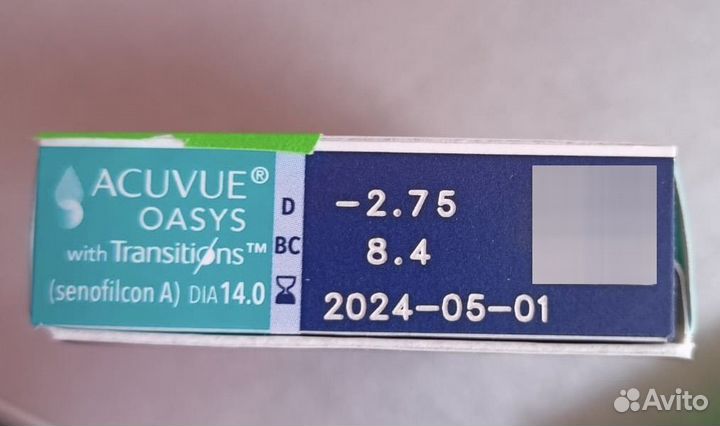 ACUVUE®
OASYS
with Transitions™
(senofilcon A) DIA 14.0
D -2.75
BC 8.4
2024-05-01
Avito